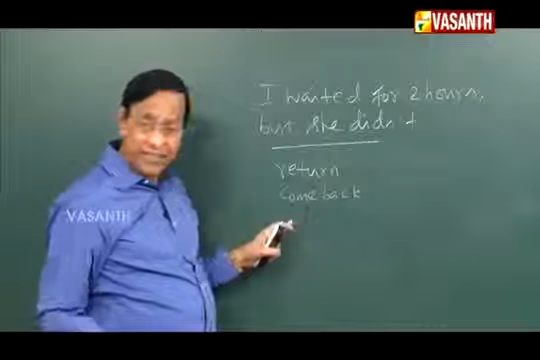 VASANTH
I waited for 2 hours,
but she didn't
return
come back
VASANTH